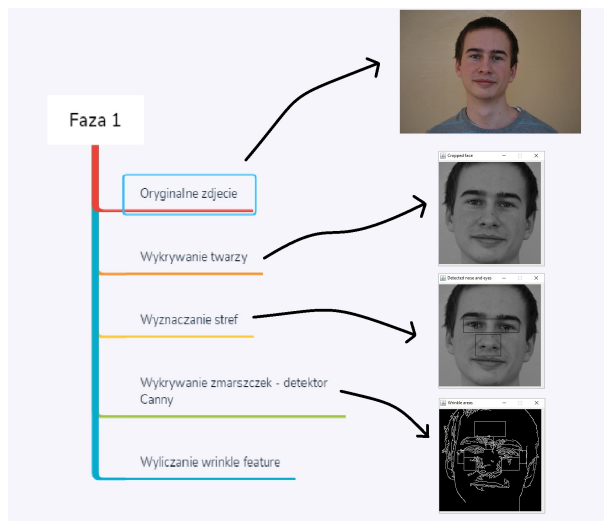 Faza 1
Oryginalne zdjecie
Cropped face
Wykrywanie twarzy
Detected nose and eyes
Wyznaczanie stref
Wykrywanie zmarszczek - detektor
Canny
Wrinkle areas
Wyliczanie wrinkle feature